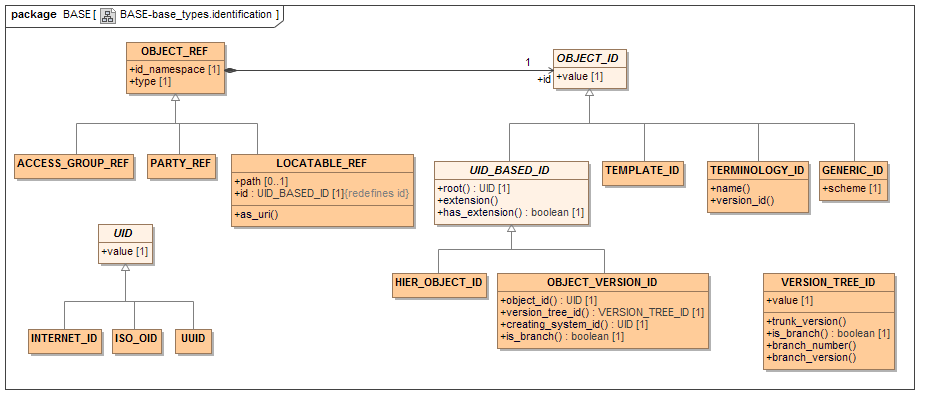 package BASE [ BASE-base_types.identification ]
OBJECT_REF
+id_namespace [1]
+type [1]
1
+id
OBJECT_ID
+value [1]
ACCESS_GROUP_REF
PARTY_REF
LOCATABLE_REF
+path [0..1]
+id : UID_BASED_ID [1]{redefines id}
+as_uri()
UID_BASED_ID
+root() : UID [1]
+extension()
+has_extension() : boolean [1]
TEMPLATE_ID
TERMINOLOGY_ID
+name()
+version_id()
GENERIC_ID
+scheme [1]
UID
+value [1]
INTERNET_ID
ISO_OID
UUID
HIER_OBJECT_ID
OBJECT_VERSION_ID
+object_id() : UID [1]
+version_tree_id() : VERSION_TREE_ID [1]
+creating_system_id() : UID [1]
+is_branch() : boolean [1]
VERSION_TREE_ID
+value [1]
+trunk_version()
+is_branch() : boolean [1]
+branch_number()
+branch_version()